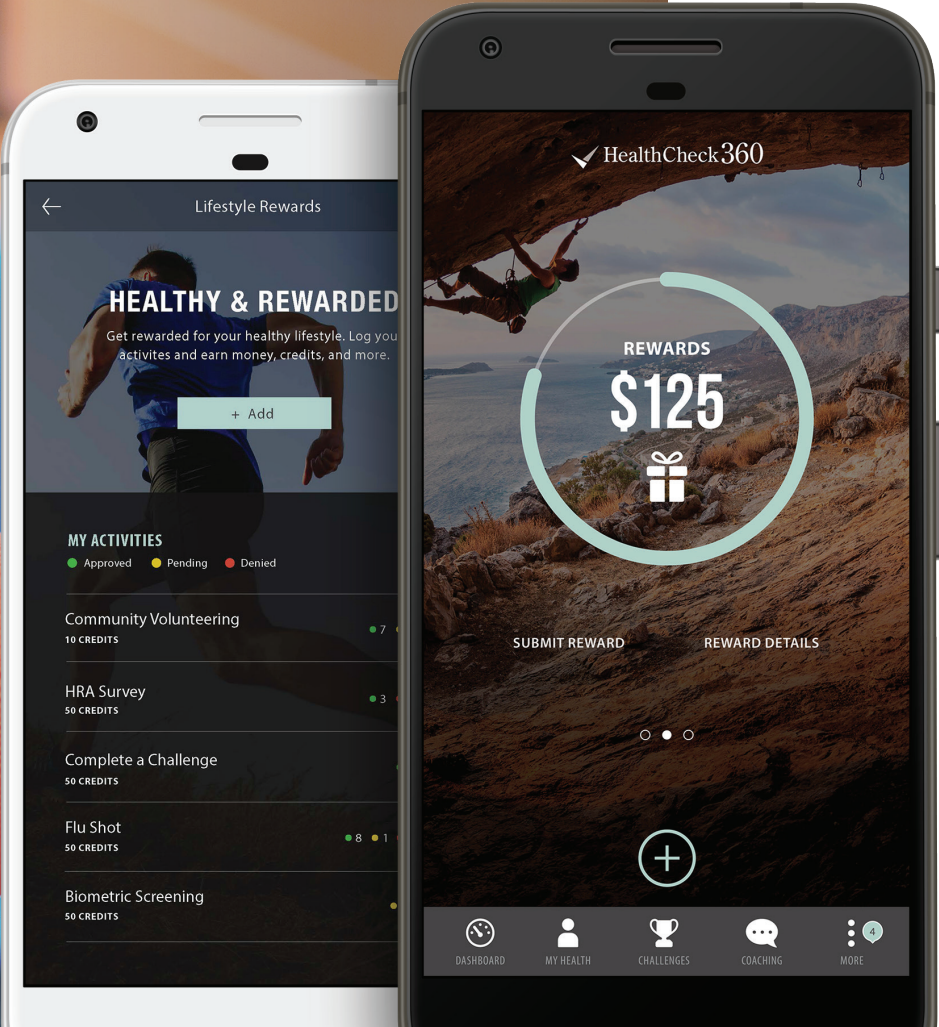 Lifestyle Rewards
HEALTHY & REWARDED
Get rewarded for your healthy lifestyle. Log
activites and earn money, credits, and more.
+ Add
MY ACTIVITIES
Approved Pending Denied
Community Volunteering
10 CREDITS
7
HRA Survey
50 CREDITS
3
Complete a Challenge
50 CREDITS
Flu Shot
50 CREDITS
8 1
Biometric Screening
50 CREDITS
HealthCheck360
REWARDS
$125
SUBMIT REWARD REWARD DETAILS
+
DASHBOARD MY HEALTH CHALLENGES COACHING MORE
4